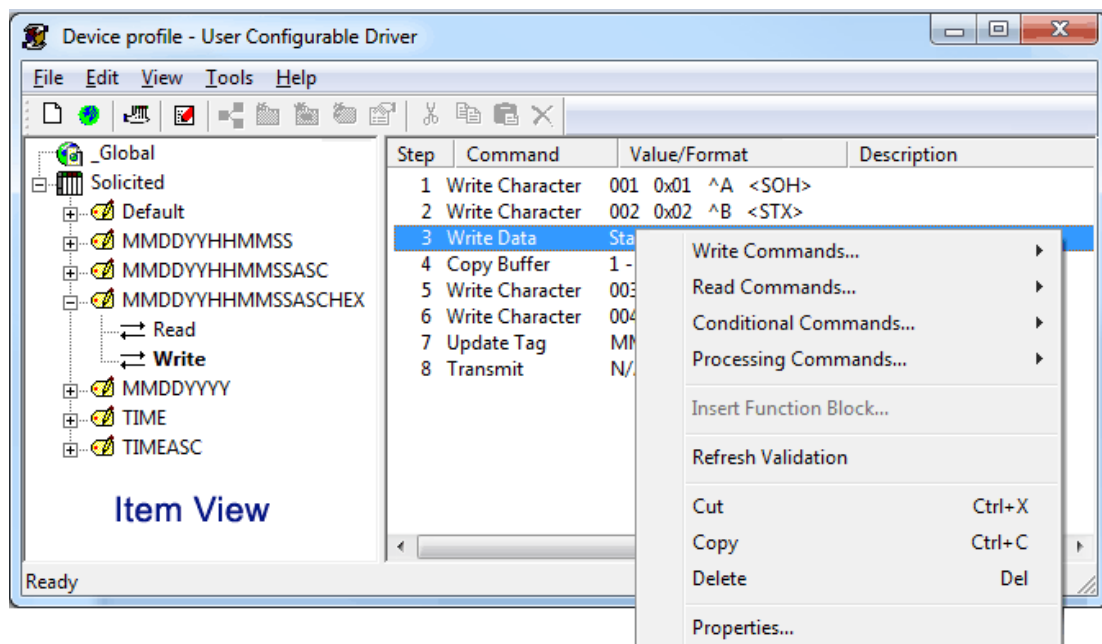 Device profile - User Configurable Driver
File Edit View Tools Help
_Global
Solicited
Default
MMDDYYHHMMSS
MMDDYYHHMMSSASC
MMDDYYHHMMSSASCHEX
Read
Write
MMDDYYYY
TIME
TIMEASC
Item View
Step Command Value/Format Description
1 Write Character 001 0x01 ^A <SOH>
2 Write Character 002 0x02 ^B <STX>
3 Write Data Sta
4 Copy Buffer 1 -
5 Write Character 003
6 Write Character 004
7 Update Tag
8 Transmit N/
Write Commands...
Read Commands...
Conditional Commands...
Processing Commands...
Insert Function Block...
Refresh Validation
Cut Ctrl+X
Copy Ctrl+C
Delete Del
Properties...
Ready